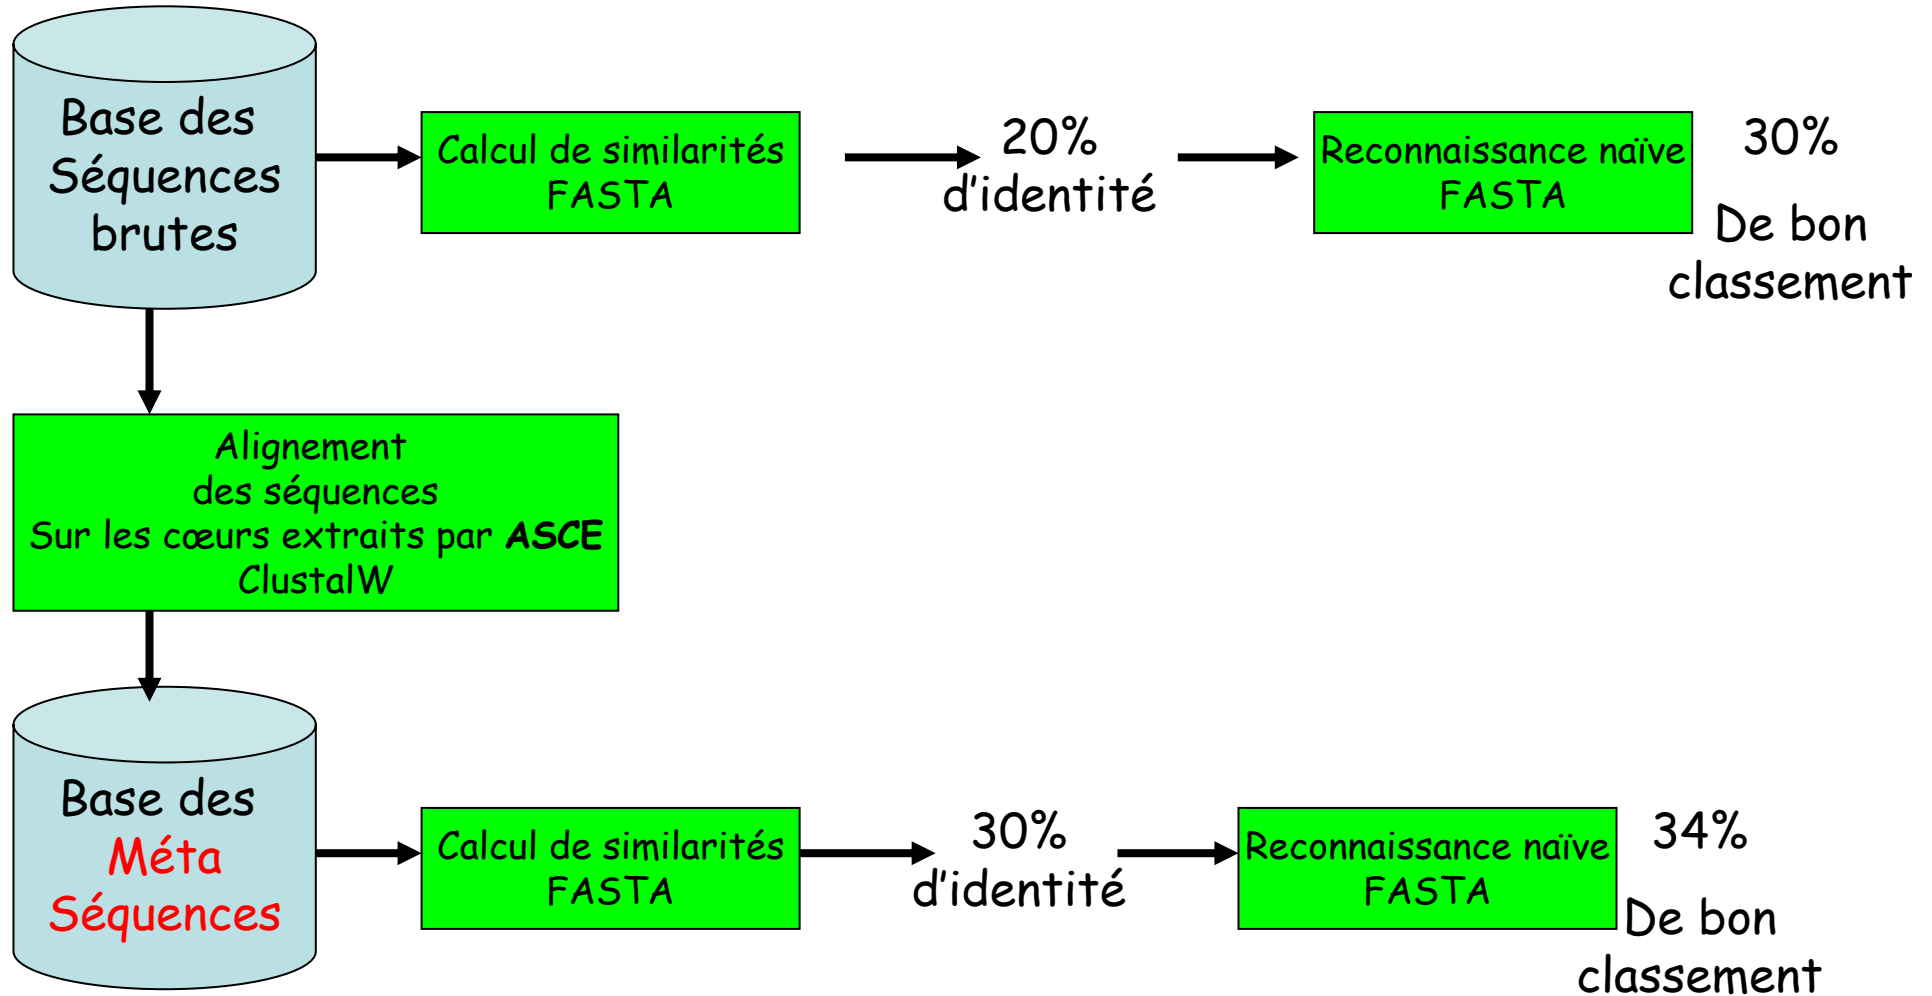 Base des
Séquences
brutes
Calcul de similarités
FASTA
20%
d'identité
Reconnaissance naïve
FASTA
30%
De bon
classement
Alignement
des séquences
Sur les cœurs extraits par ASCE
ClustalW
Base des
Méta
Séquences
Calcul de similarités
FASTA
30%
d'identité
Reconnaissance naïve
FASTA
34%
De bon
classement